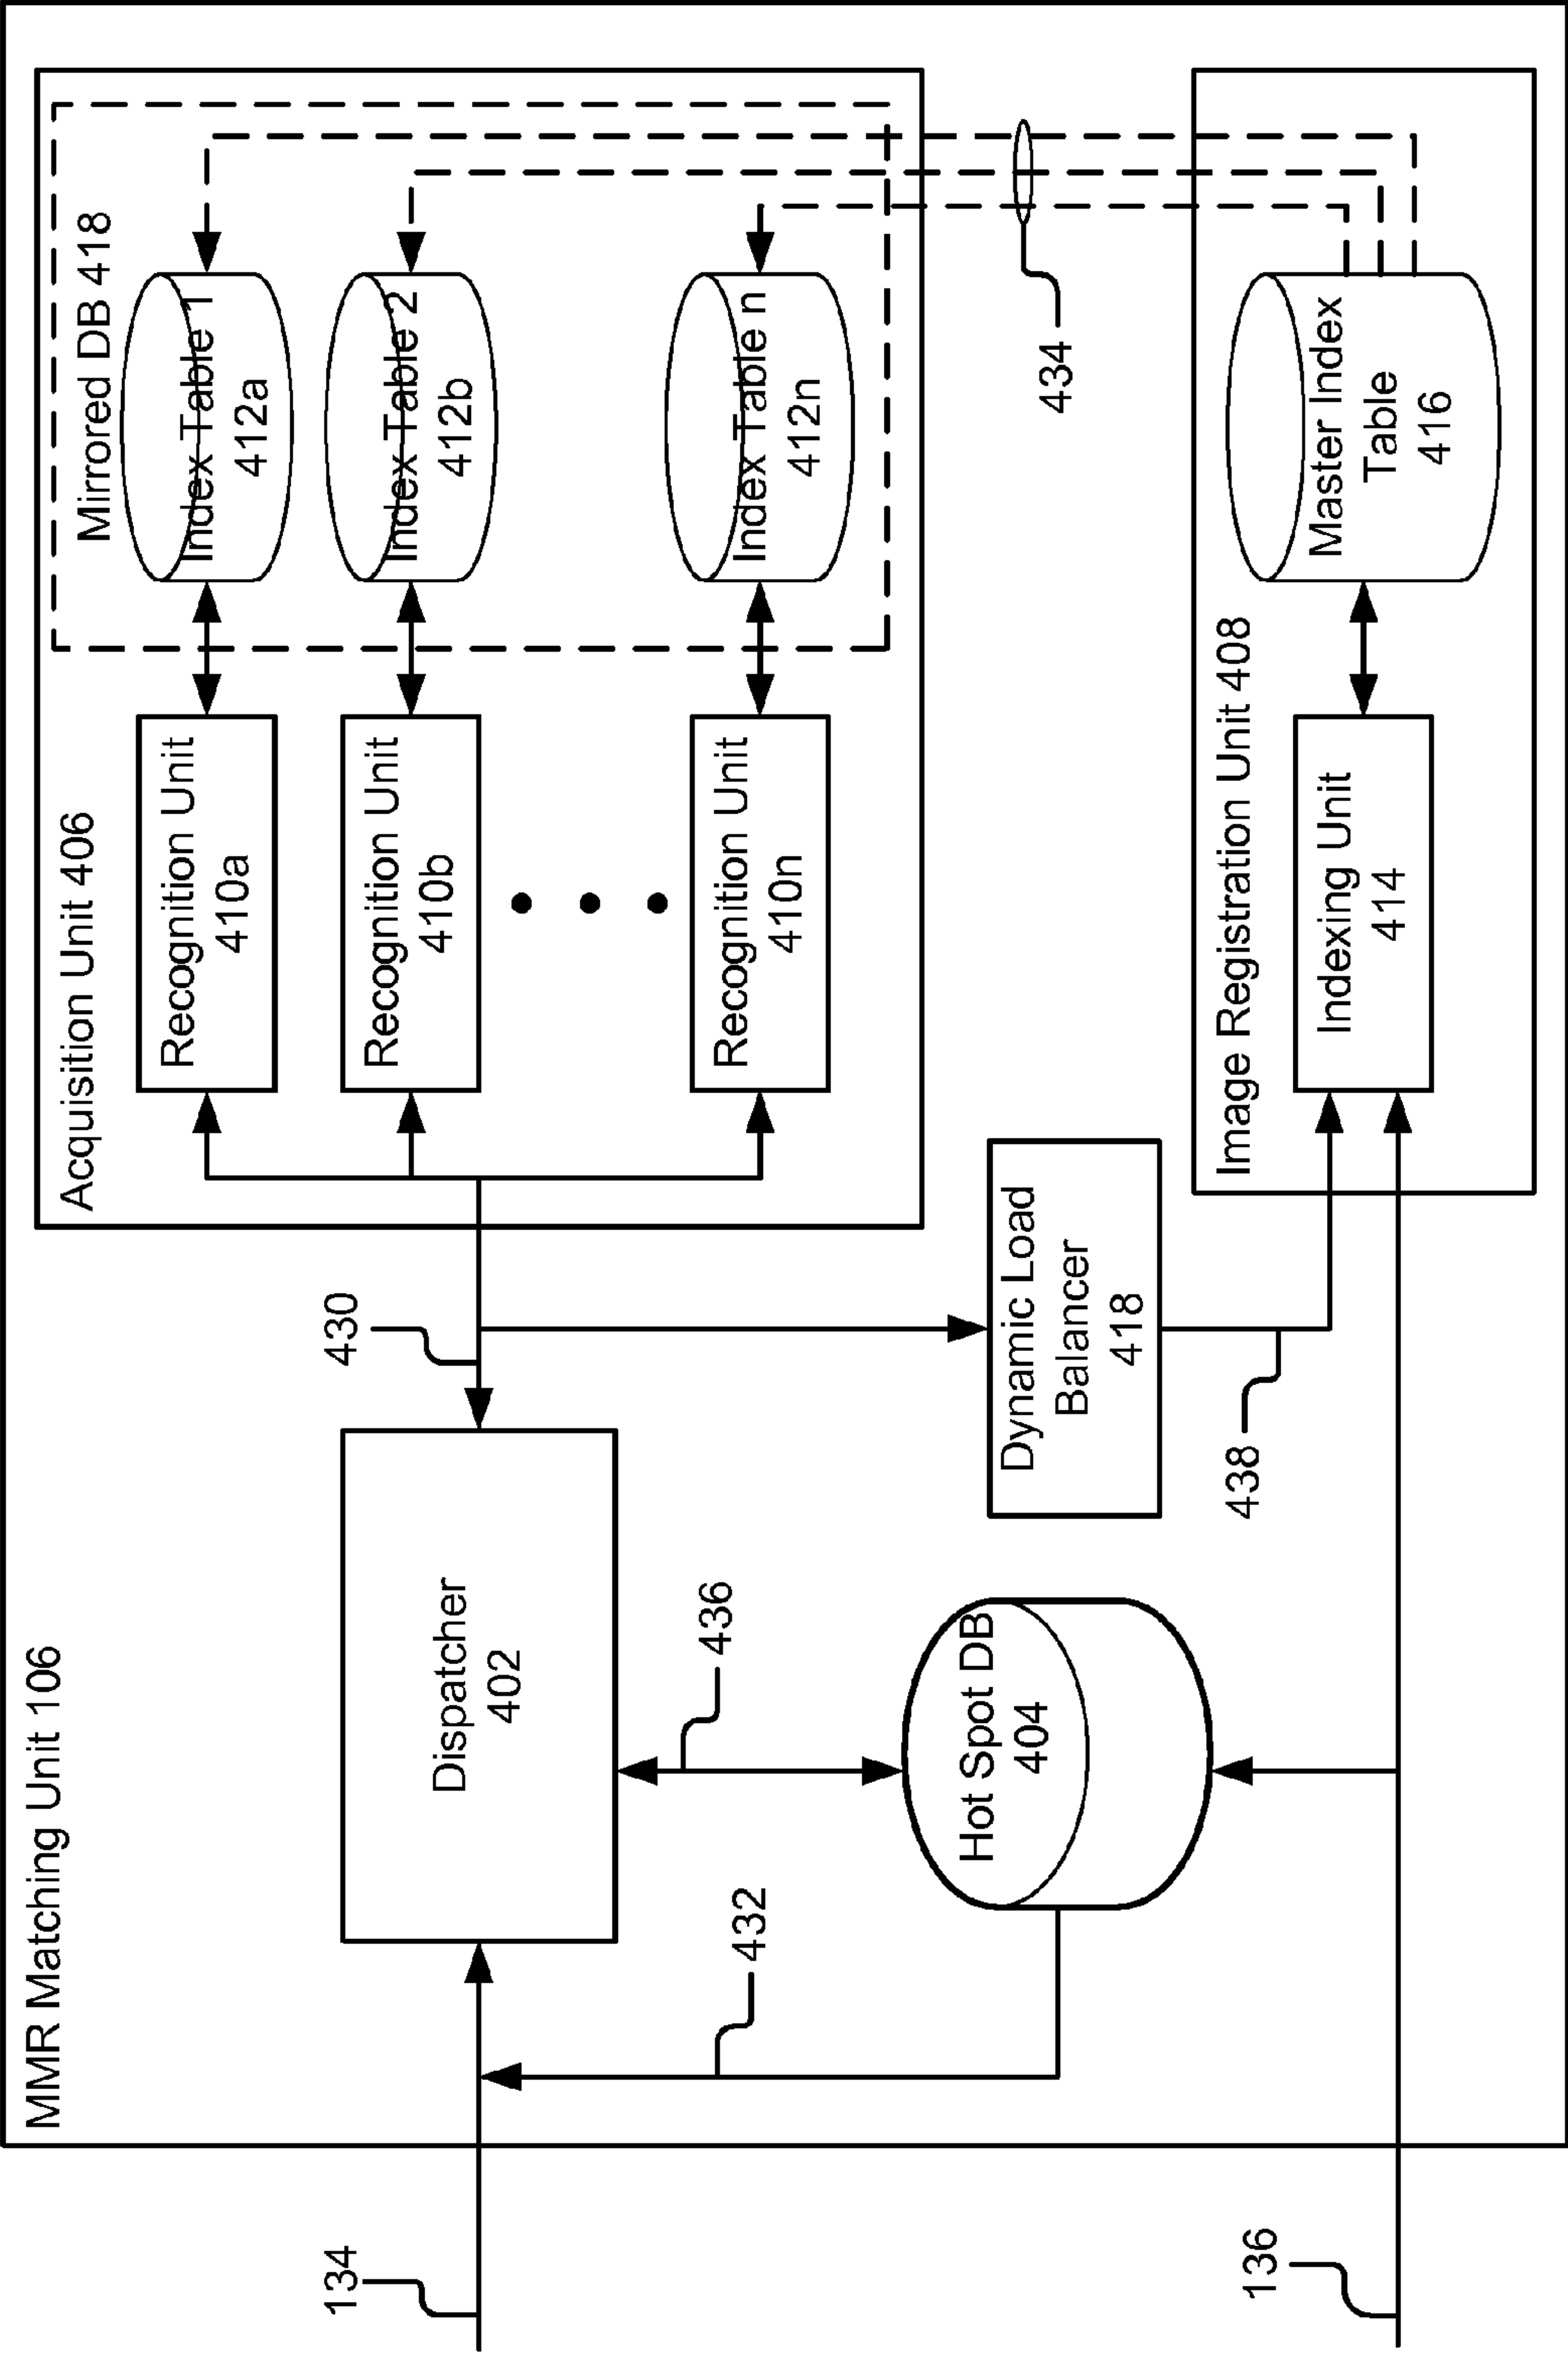 MMR Matching Unit 106
134
136
Dispatcher
402
432
436
Hot Spot DB
404
430
Dynamic Load
Balancer
418
438
Acquisition Unit 406
Recognition Unit
410a
Recognition Unit
410b
Recognition Unit
410n
Mirrored DB 418
Index Table 1
412a
Index Table 2
412b
Index Table n
412n
434
Image Registration Unit 408
Indexing Unit
414
Master Index
Table
416